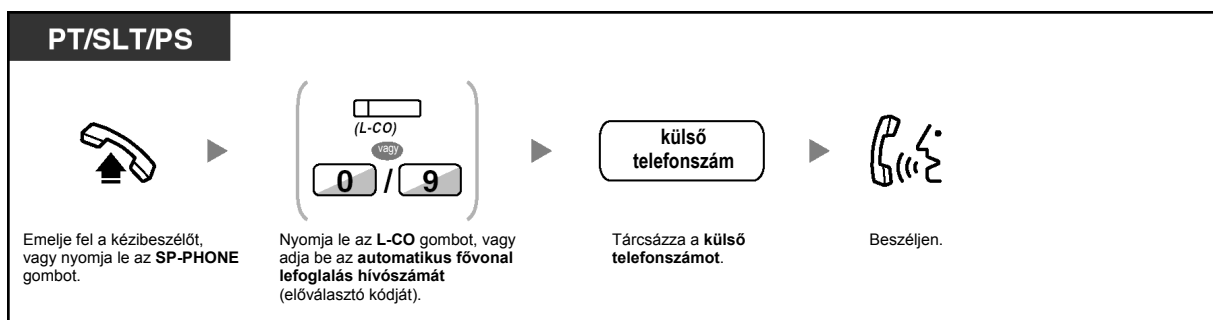 PT/SLT/PS
(L-CO)
vagy
0 / 9
külső
telefonszám
Emelje fel a kézibeszélőt,
vagy nyomja le az SP-PHONE
gombot.
Nyomja le az L-CO gombot, vagy
adja be az automatikus fővonal
lefoglalás hívószámát
(előválasztó kódját).
Tárcsázza a külső
telefonszámot.
Beszéljen.